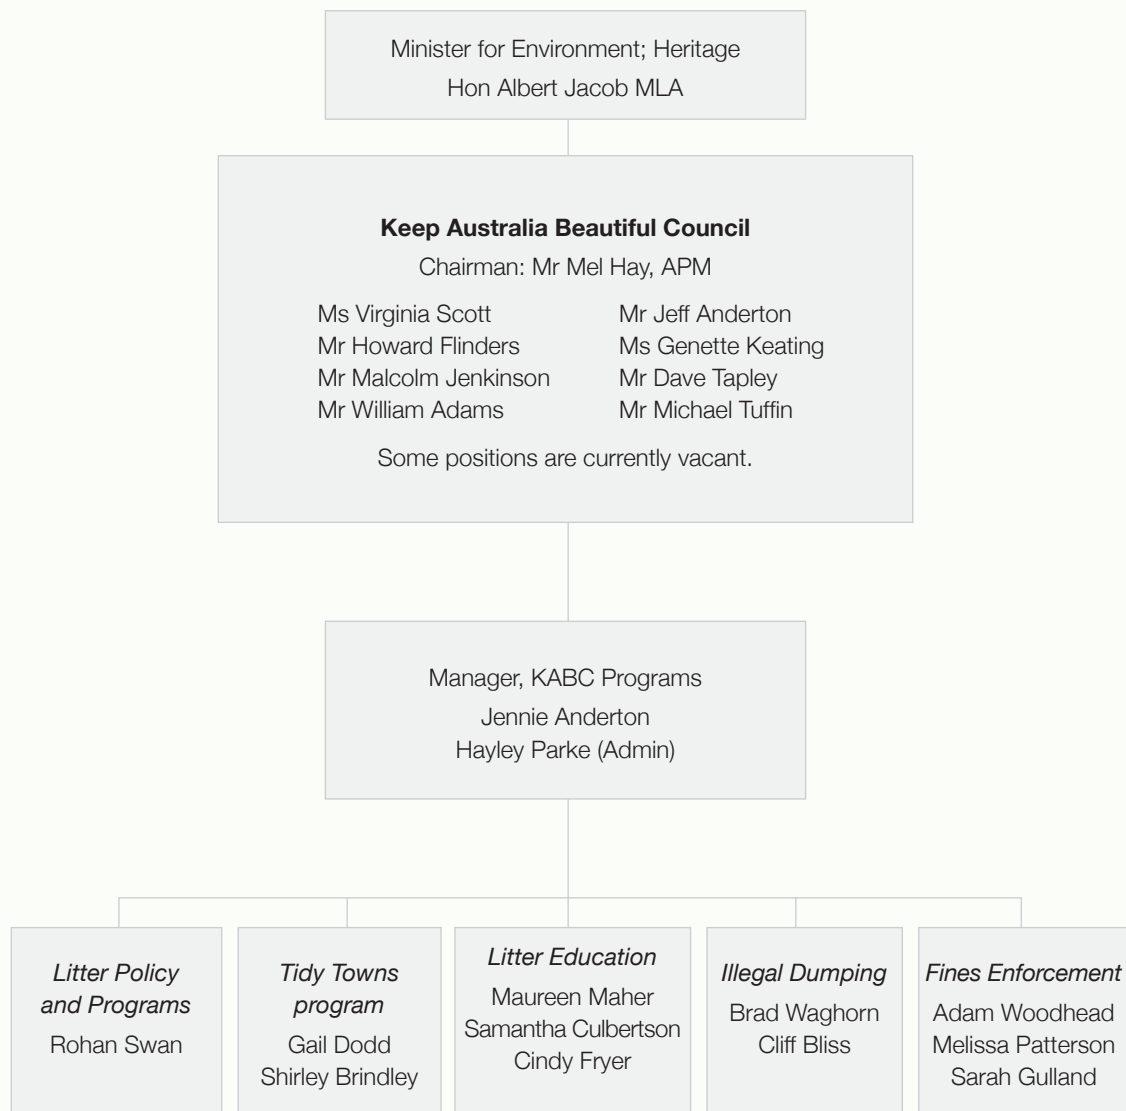 Minister for Environment; Heritage
Hon Albert Jacob MLA
Keep Australia Beautiful Council
Chairman: Mr Mel Hay, APM
Ms Virginia Scott
Mr Howard Flinders
Mr Malcolm Jenkinson
Mr William Adams
Mr Jeff Anderton
Ms Genette Keating
Mr Dave Tapley
Mr Michael Tuffin
Some positions are currently vacant.
Manager, KABC Programs
Jennie Anderton
Hayley Parke (Admin)
Litter Policy
and Programs
Rohan Swan
Tidy Towns
program
Gail Dodd
Shirley Brindley
Litter Education
Maureen Maher
Samantha Culbertson
Cindy Fryer
Illegal Dumping
Brad Waghorn
Cliff Bliss
Fines Enforcement
Adam Woodhead
Melissa Patterson
Sarah Gulland